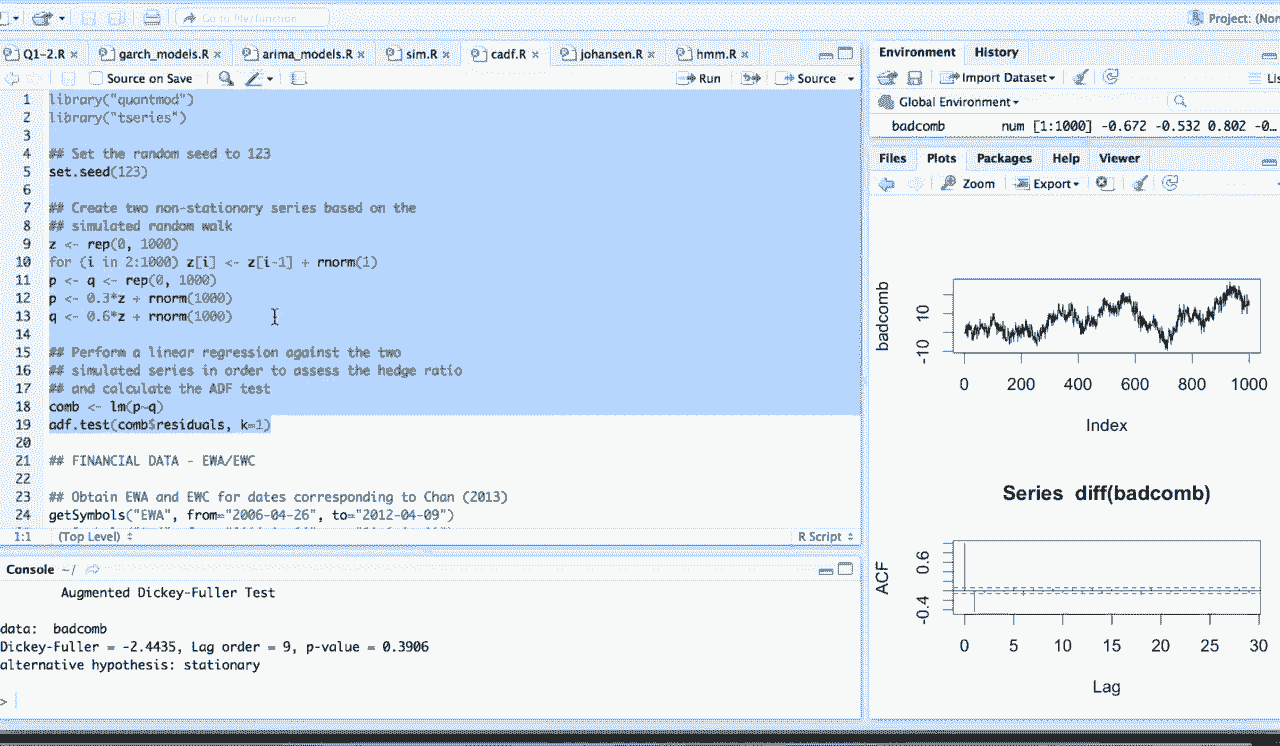 Go to file/function
Project: (Non
Q1-2.R
garch_models.R
arima_models.R
sim.R
cadf.R
johansen.R
hmm.R
Source on Save
Run
Source
1 library("quantmod")
2 library("tseries")
3
4 ## Set the random seed to 123
5 set.seed(123)
6
7 ## Create two non-stationary series based on the
8 ## simulated random walk
9 z <- rep(0, 1000)
10 for (i in 2:1000) z[i] <- z[i-1] + rnorm(1)
11 p <- q <- rep(0, 1000)
12 p <- 0.3*z + rnorm(1000)
13 q <- 0.6*z + rnorm(1000)
14
15 ## Perform a linear regression against the two
16 ## simulated series in order to assess the hedge ratio
17 ## and calculate the ADF test
18 comb <- lm(p~q)
19 adf.test(comb$residuals, k=1)
20
21 ## FINANCIAL DATA - EWA/EWC
22
23 ## Obtain EWA and EWC for dates corresponding to Chan (2013)
24 getSymbols("EWA", from="2006-04-26", to="2012-04-09")
1:1 (Top Level) R Script
Console ~/
Augmented Dickey-Fuller Test
data: badcomb
Dickey-Fuller = -2.4435, Lag order = 9, p-value = 0.3906
alternative hypothesis: stationary
>
Environment History
Import Dataset Lis
Global Environment
badcomb num [1:1000] -0.672 -0.532 0.802 -0…
Files Plots Packages Help Viewer
Zoom Export
badcomb
10
-10
0 200 400 600 800 1000
Index
Series diff(badcomb)
ACF
0.6
-0.4
0 5 10 15 20 25 30
Lag